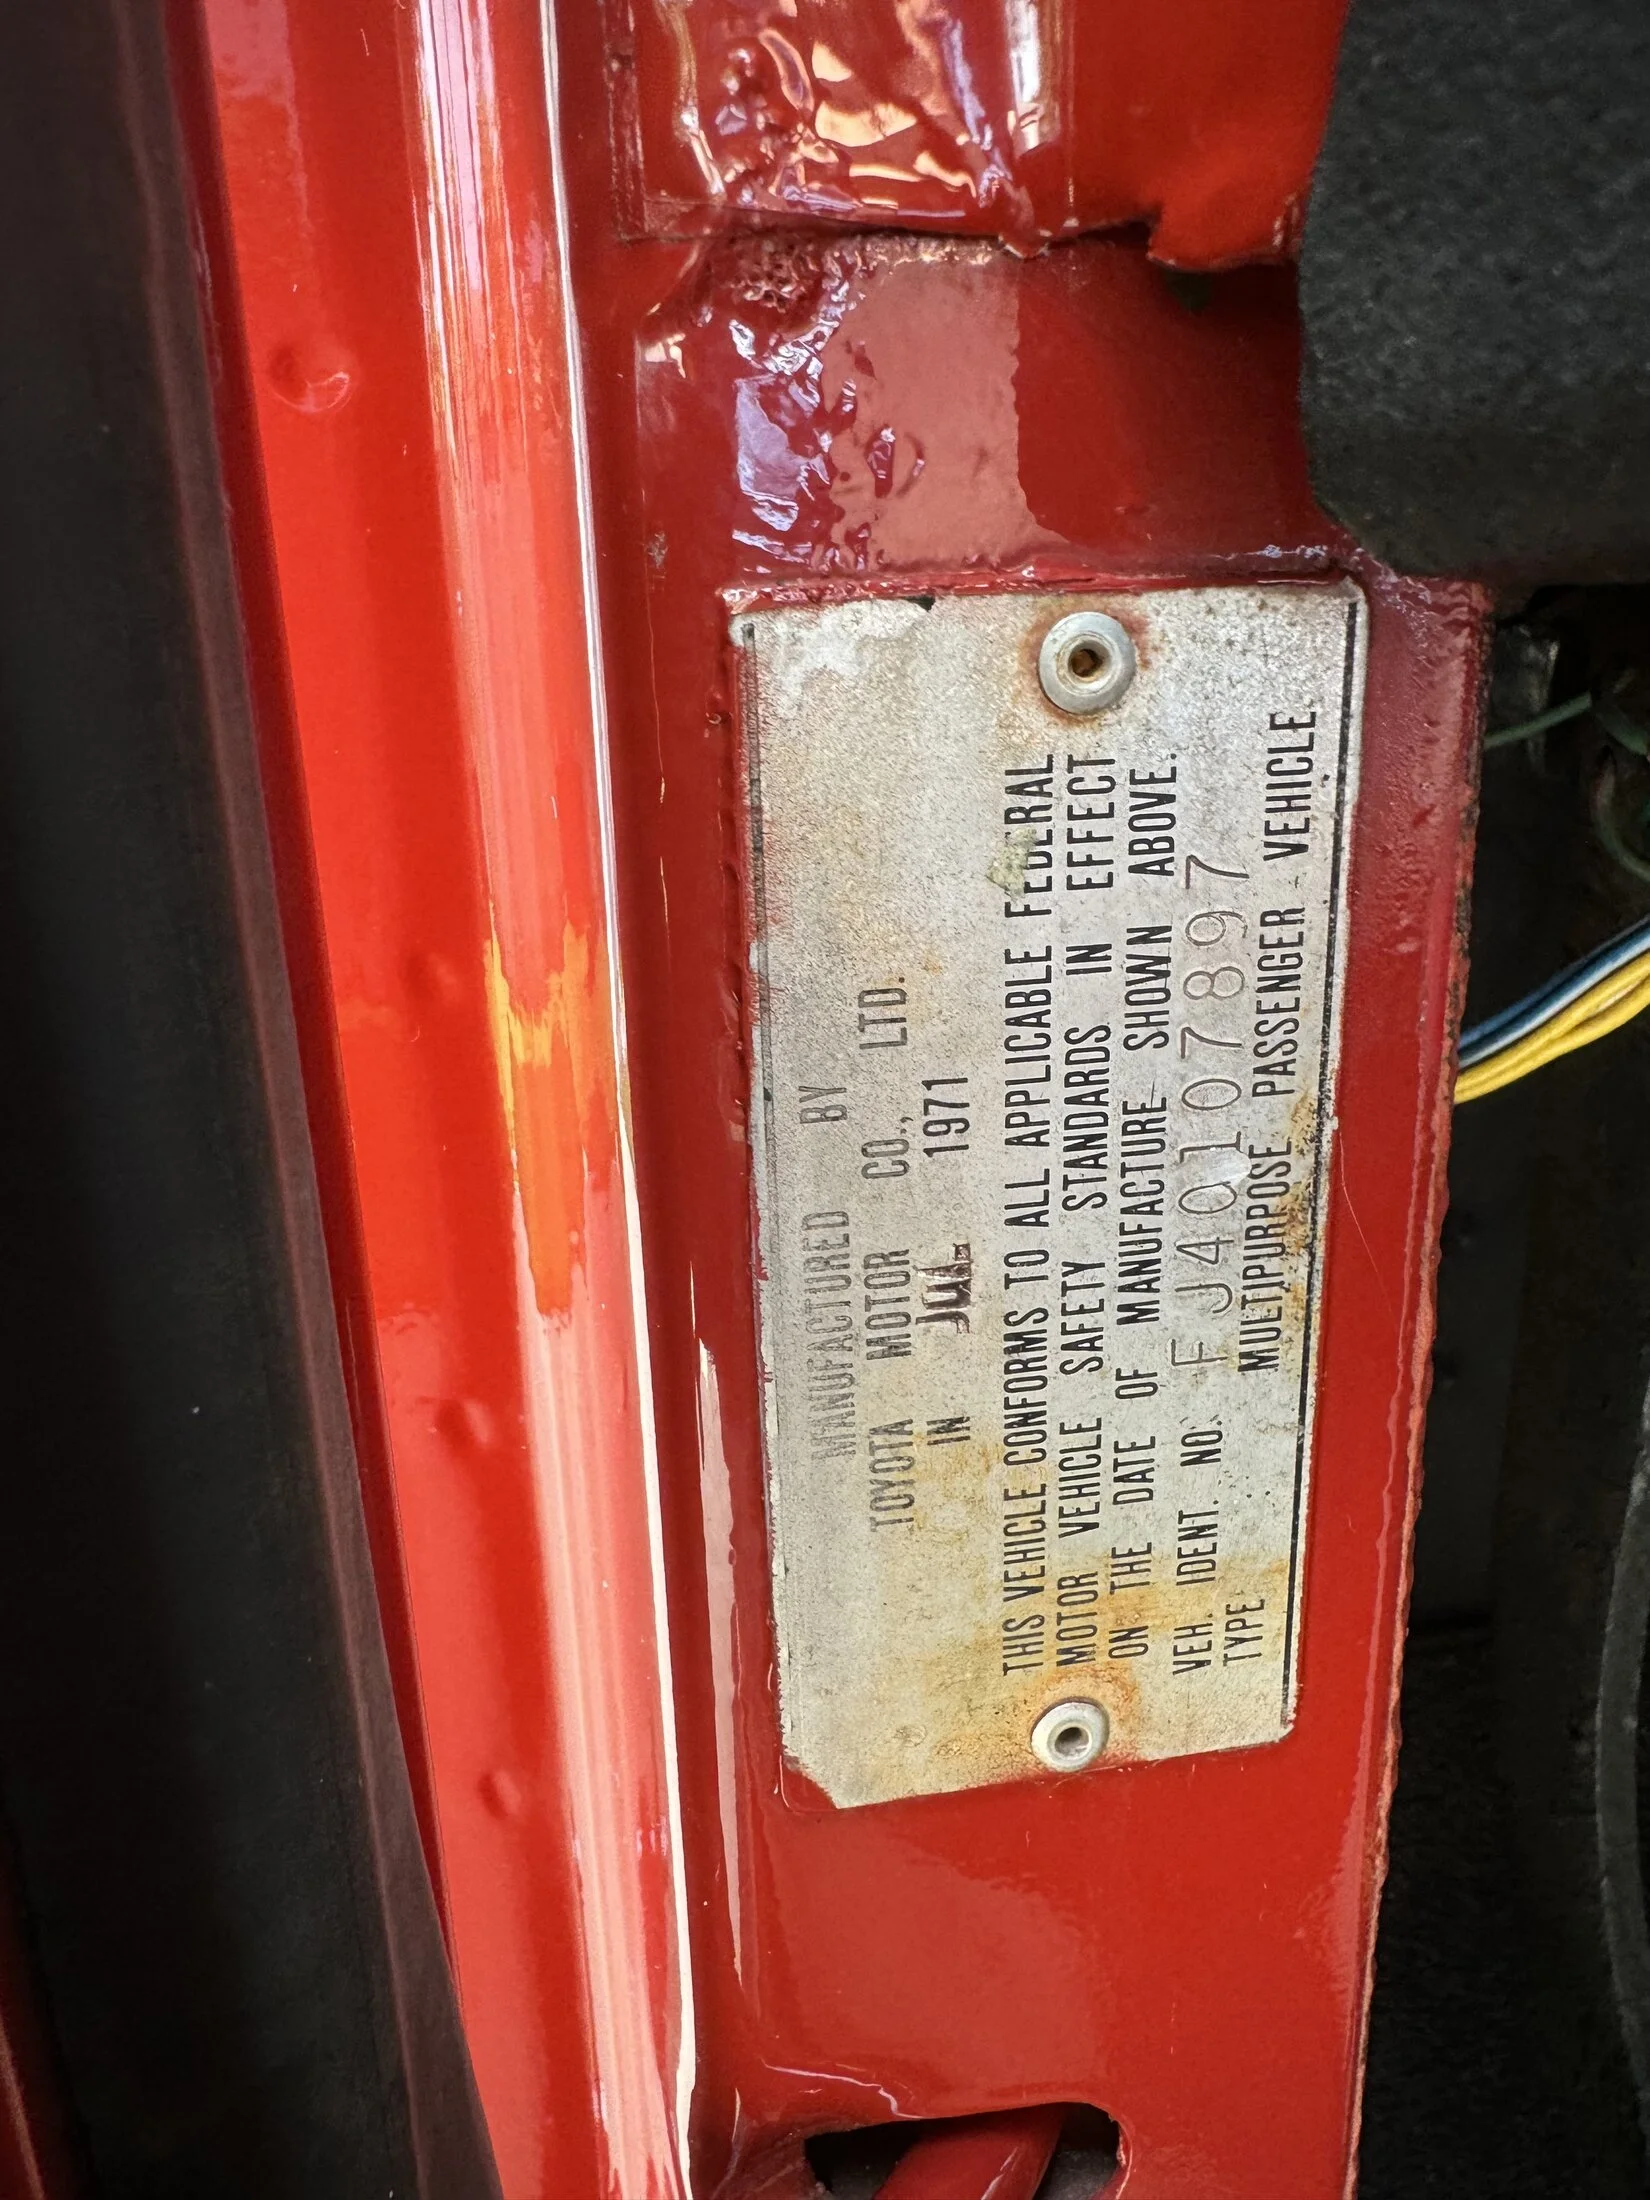 MANUFACTURED BY
TOYOTA MOTOR CO., LTD.
IN JUL 1971
THIS VEHICLE CONFORMS TO ALL APPLICABLE FEDERAL
MOTOR VEHICLE SAFETY STANDARDS IN EFFECT
ON THE DATE OF MANUFACTURE SHOWN ABOVE.
VEH. IDENT. NO. FJ40107897
TYPE MULTIPURPOSE PASSENGER VEHICLE